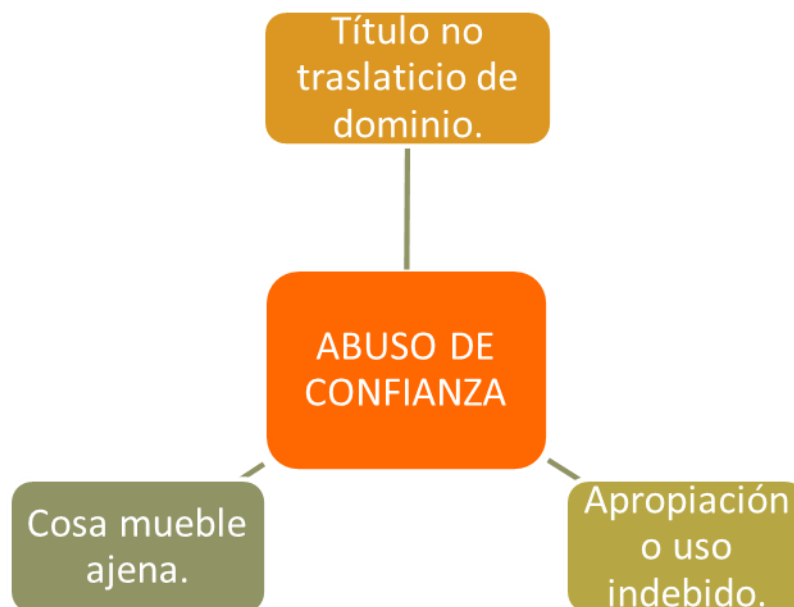 Título no
traslaticio de
dominio.
ABUSO DE
CONFIANZA
Cosa mueble
ajena.
Apropiación
o uso
indebido.